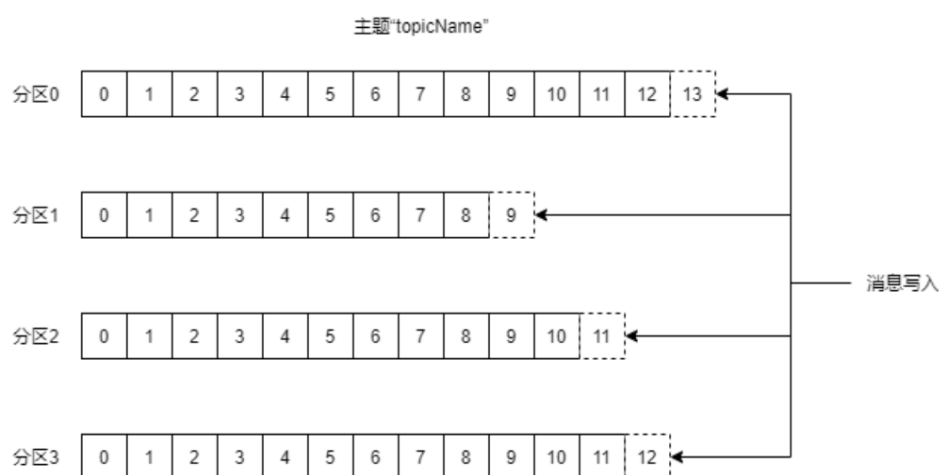 主题“topicName”
分区0 0 1 2 3 4 5 6 7 8 9 10 11 12 13
分区1 0 1 2 3 4 5 6 7 8 9
消息写入
分区2 0 1 2 3 4 5 6 7 8 9 10 11
分区3 0 1 2 3 4 5 6 7 8 9 10 11 12